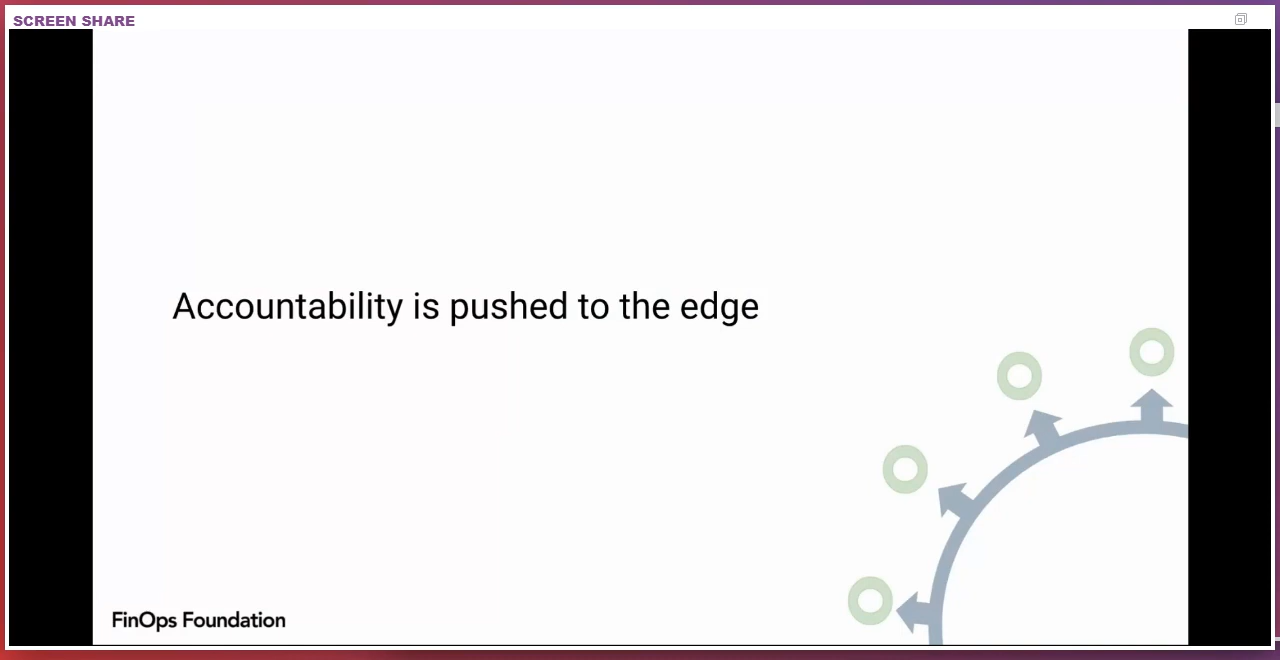 SCREEN SHARE
Accountability is pushed to the edge
FinOps Foundation